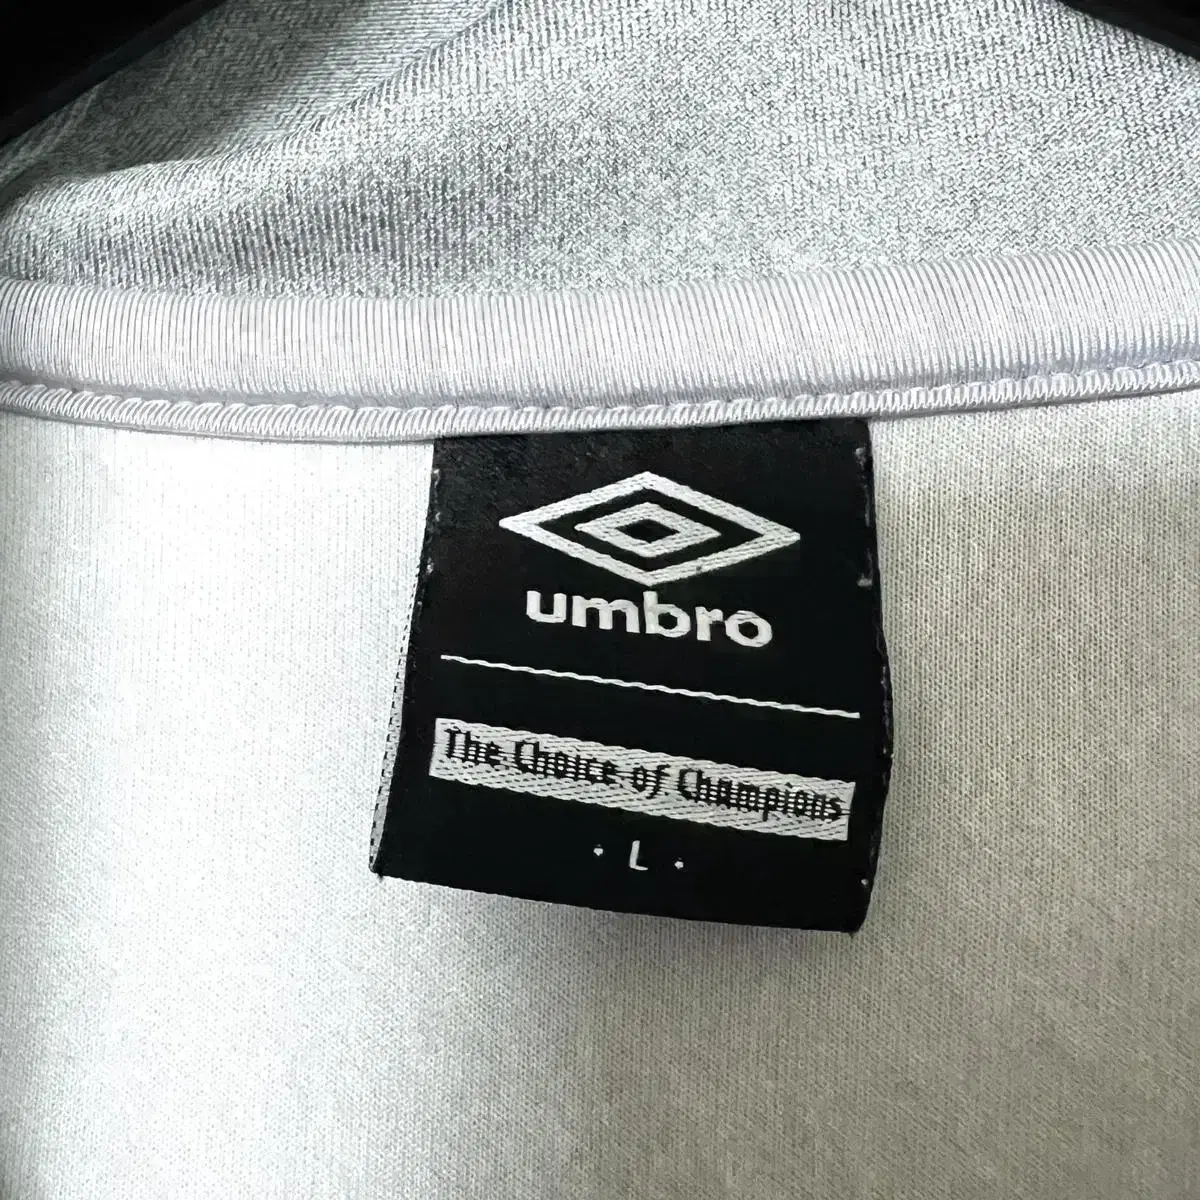 umbro
The Choice of Champions
· L ·